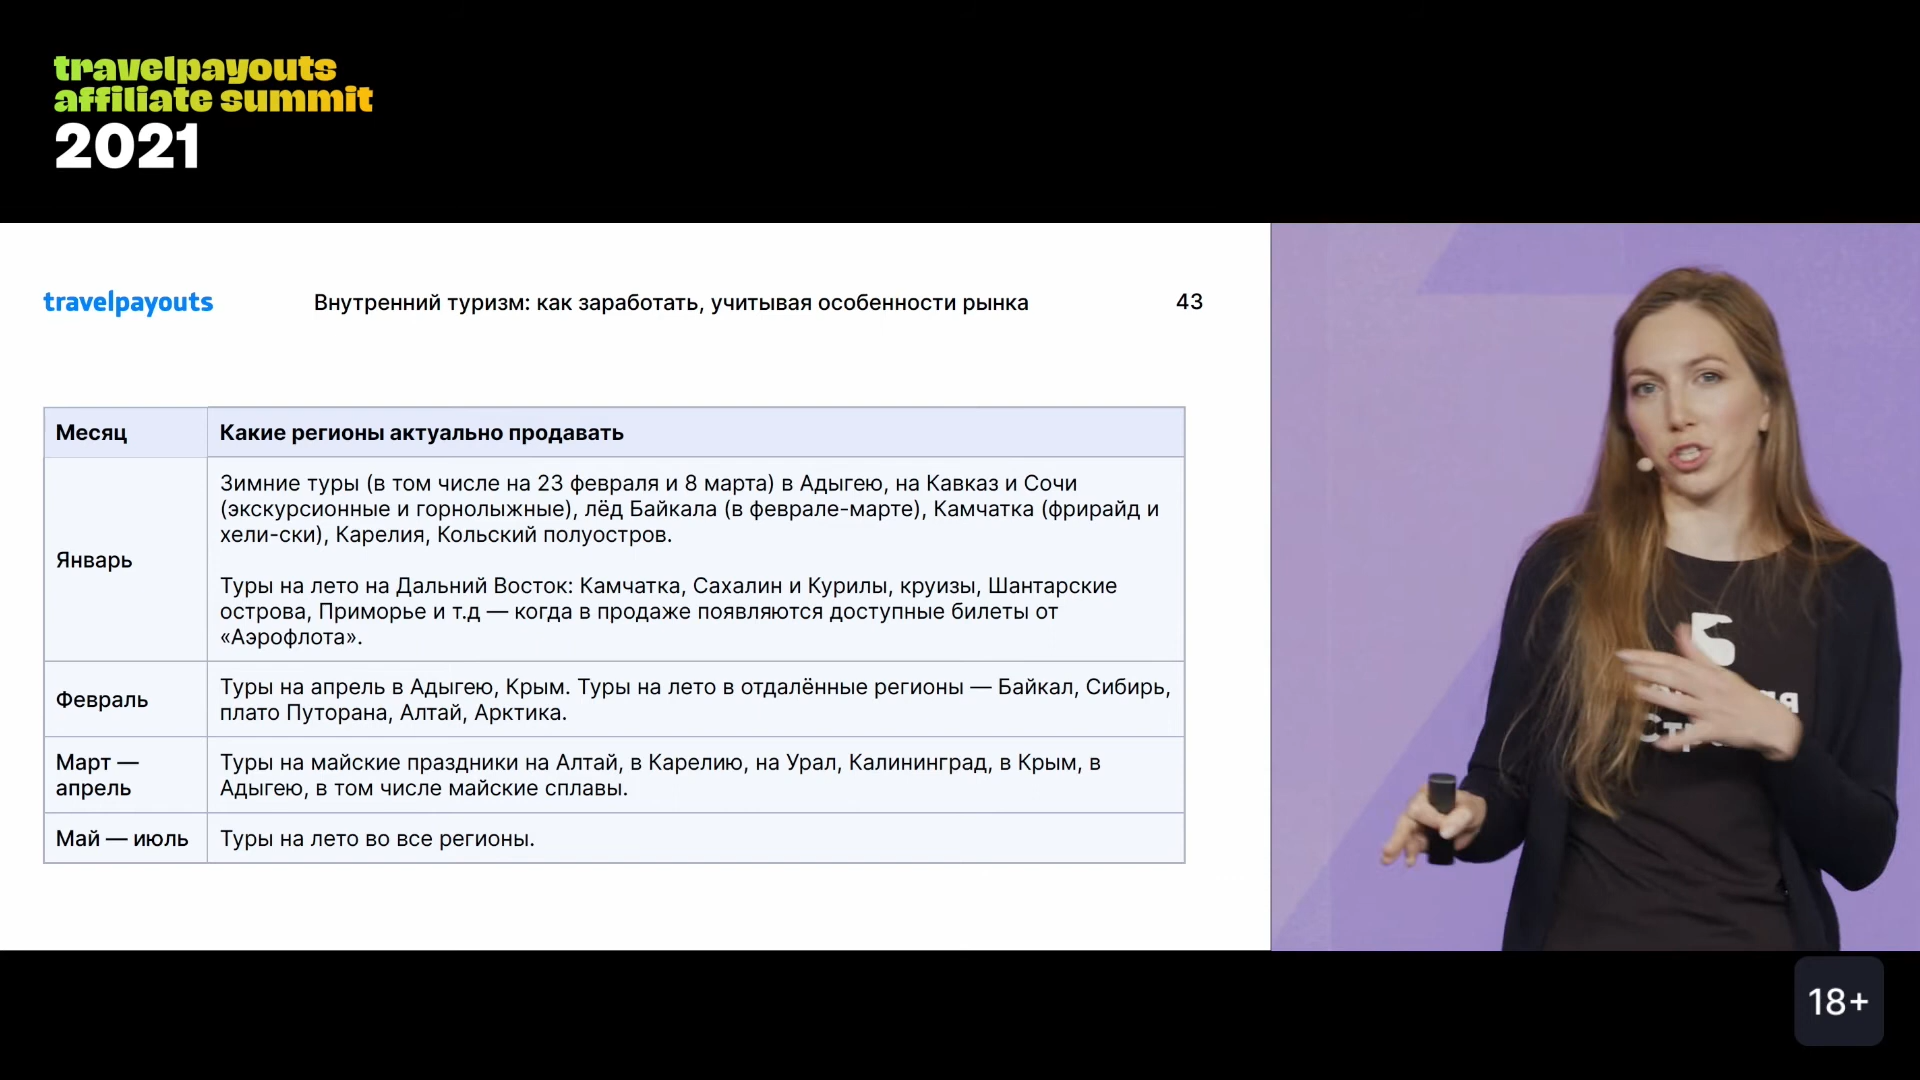 travelpayouts
affiliate summit
2021
travelpayouts
Внутренний туризм: как заработать, учитывая особенности рынка
43
Месяц
Какие регионы актуально продавать
Январь
Зимние туры (в том числе на 23 февраля и 8 марта) в Адыгею, на Кавказ и Сочи
(экскурсионные и горнолыжные), лёд Байкала (в феврале-марте), Камчатка (фрирайд и
хели-ски), Карелия, Кольский полуостров.
Туры на лето на Дальний Восток: Камчатка, Сахалин и Курилы, круизы, Шантарские
острова, Приморье и т.д — когда в продаже появляются доступные билеты от
«Аэрофлота».
Февраль
Туры на апрель в Адыгею, Крым. Туры на лето в отдалённые регионы — Байкал, Сибирь,
плато Путорана, Алтай, Арктика.
Март —
апрель
Туры на майские праздники на Алтай, в Карелию, на Урал, Калининград, в Крым, в
Адыгею, в том числе майские сплавы.
Май — июль
Туры на лето во все регионы.
18+